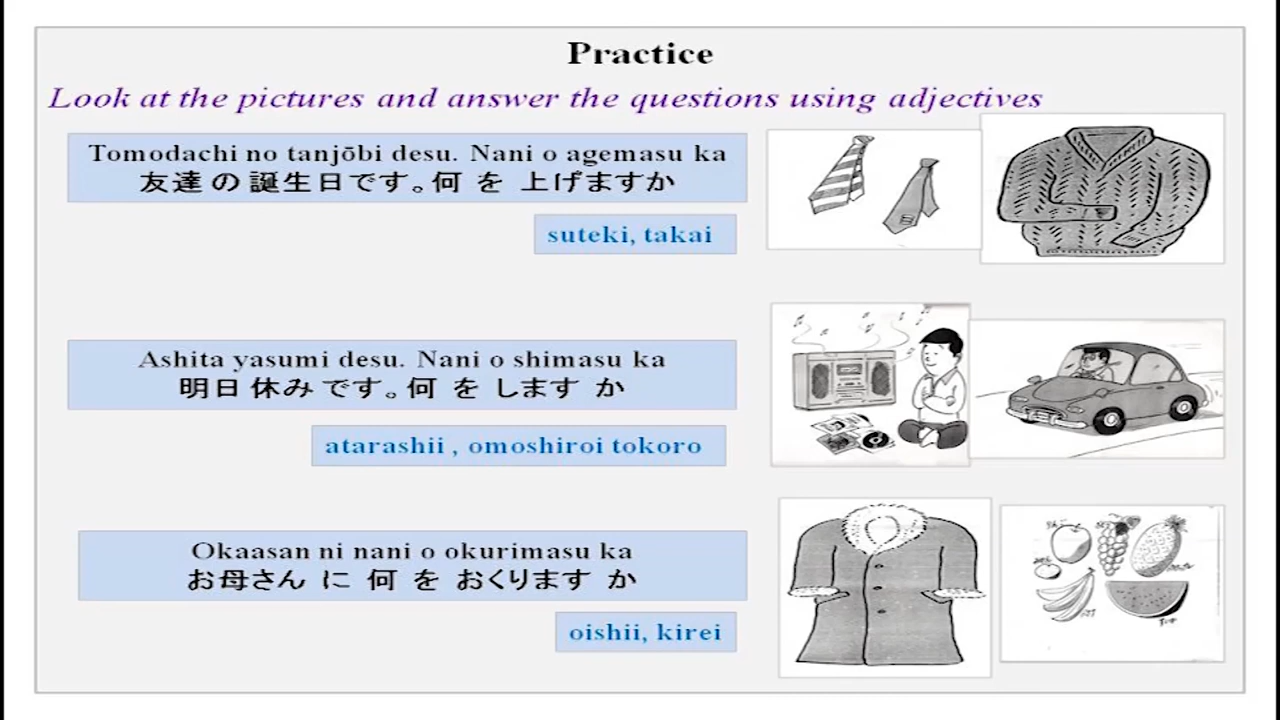 Practice
Look at the pictures and answer the questions using adjectives
Tomodachi no tanjōbi desu. Nani o agemasu ka
友達 の 誕生日です。何 を 上げますか
suteki, takai
Ashita yasumi desu. Nani o shimasu ka
明日 休み です。何 を します か
atarashii , omoshiroi tokoro
Okaasan ni nani o okurimasu ka
お母さん に 何 を おくります か
oishii, kirei